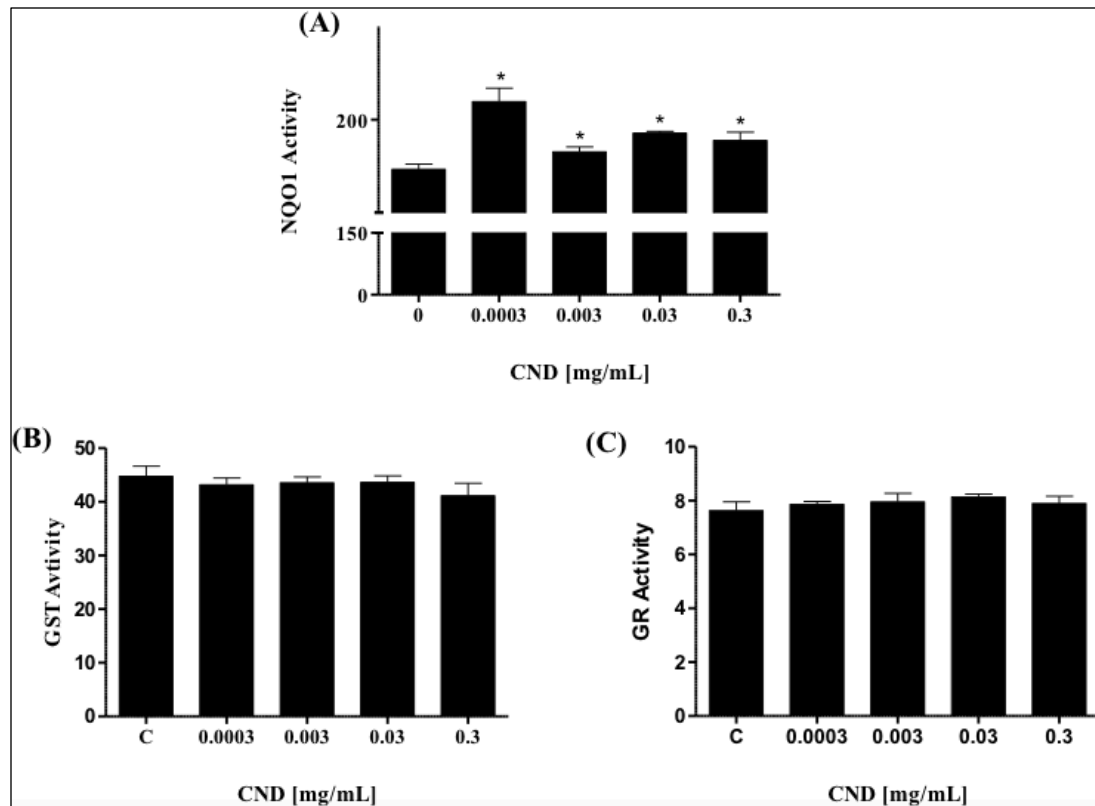 (A)
NQO1 Activity
200
150
0
* * * *
0 0.0003 0.003 0.03 0.3
CND [mg/mL]
(B)
GST Avtivity
50
40
30
20
10
0
C 0.0003 0.003 0.03 0.3
CND [mg/mL]
(C)
GR Activity
10
8
6
4
2
0
C 0.0003 0.003 0.03 0.3
CND [mg/mL]